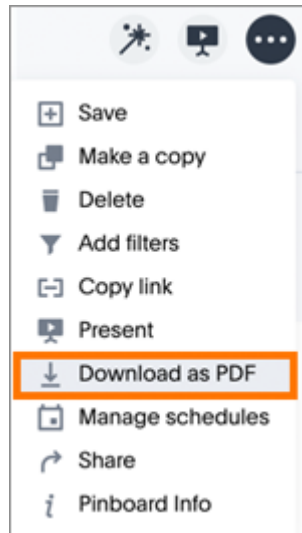 Save
Make a copy
Delete
Add filters
Copy link
Present
Download as PDF
Manage schedules
Share
Pinboard Info